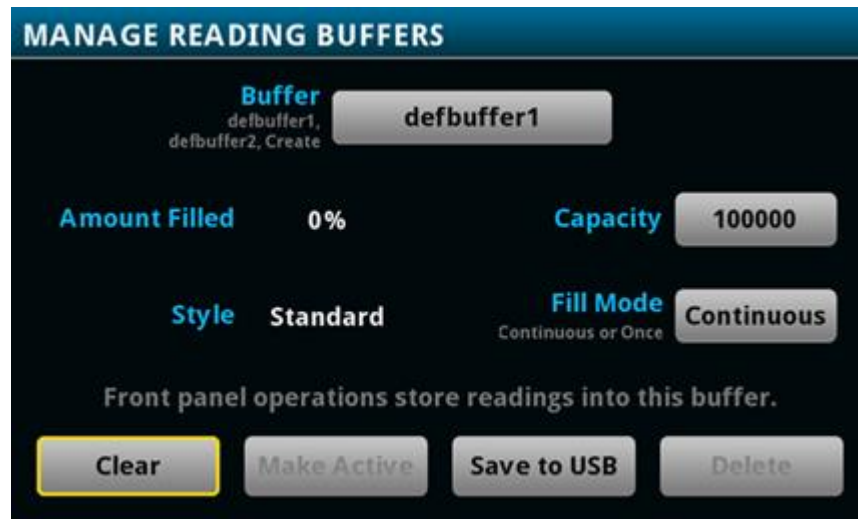 MANAGE READING BUFFERS
Buffer
defbuffer1,
defbuffer2, Create
defbuffer1
Amount Filled
0%
Capacity
100000
Style
Standard
Fill Mode
Continuous or Once
Continuous
Front panel operations store readings into this buffer.
Clear
Make Active
Save to USB
Delete